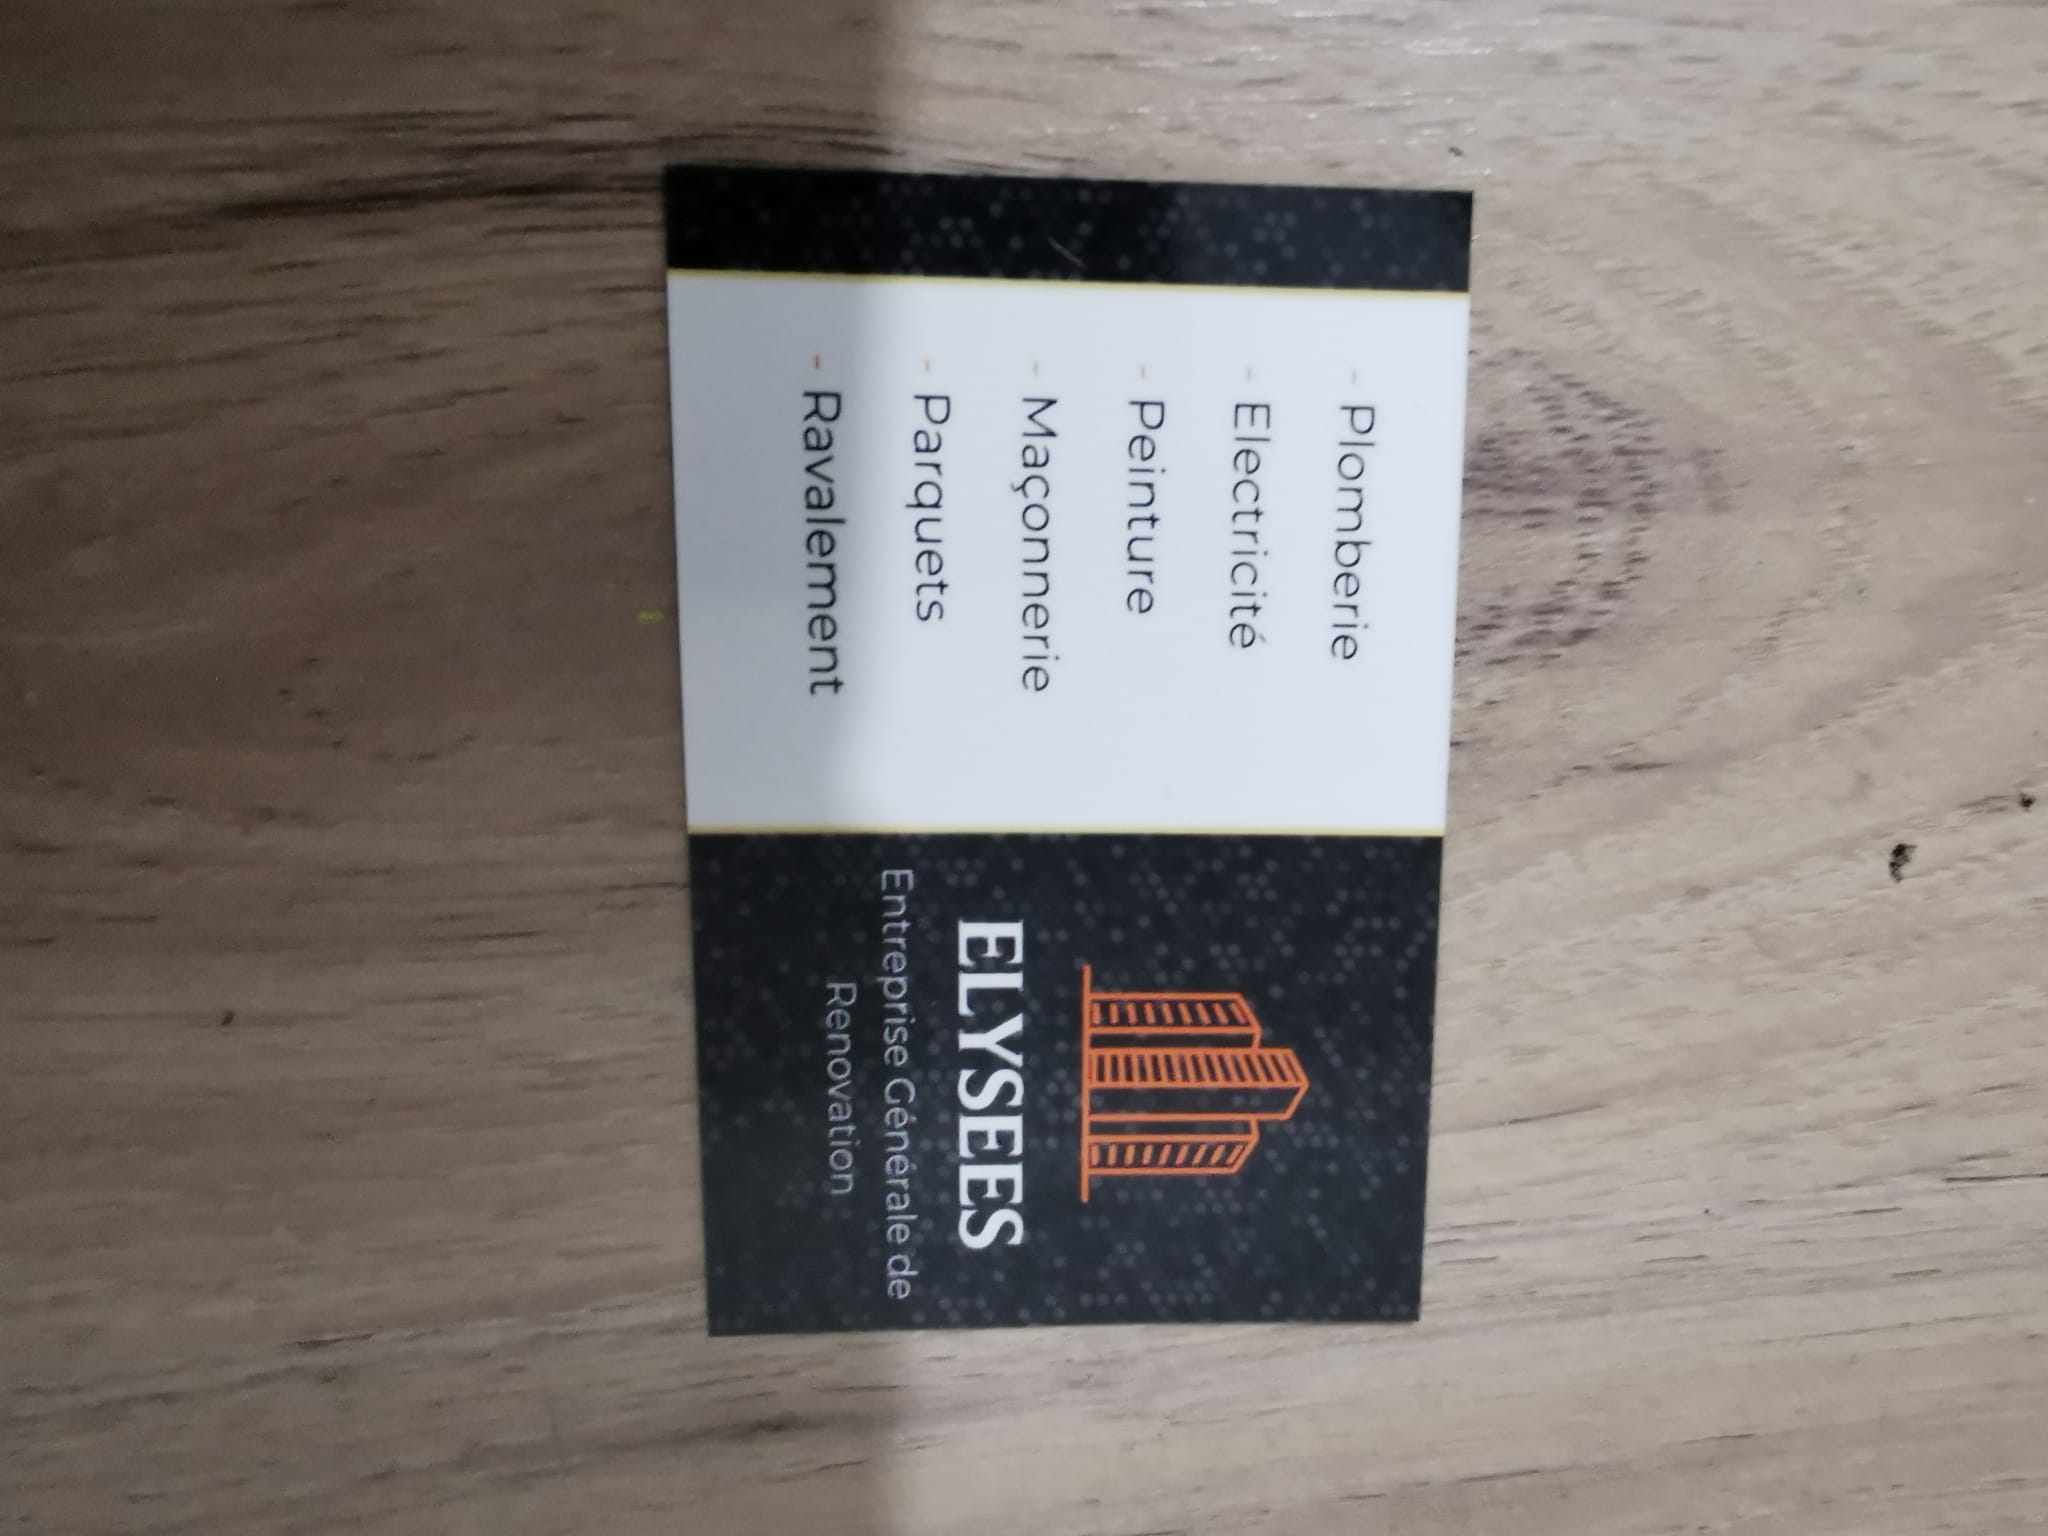 - Plomberie
- Electricité
- Peinture
- Maçonnerie
- Parquets
- Ravalement
ELYSEES
Entreprise Générale de
Renovation